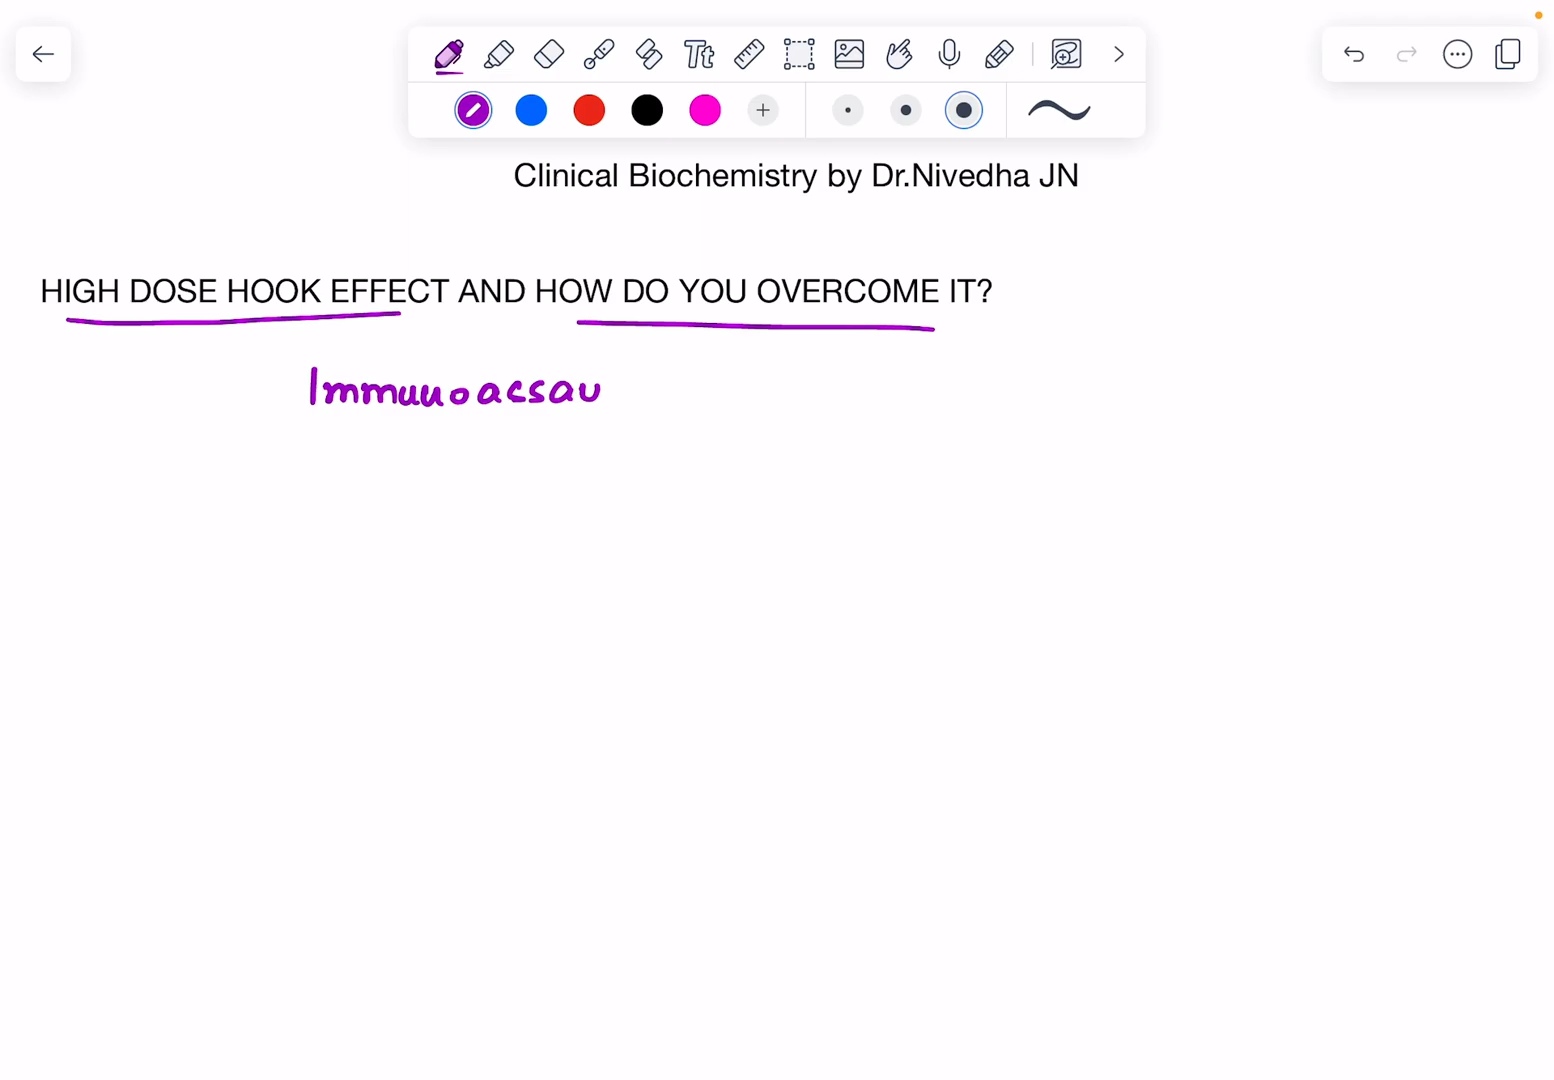 Clinical Biochemistry by Dr.Nivedha JN
HIGH DOSE HOOK EFFECT AND HOW DO YOU OVERCOME IT?
Immunoassay